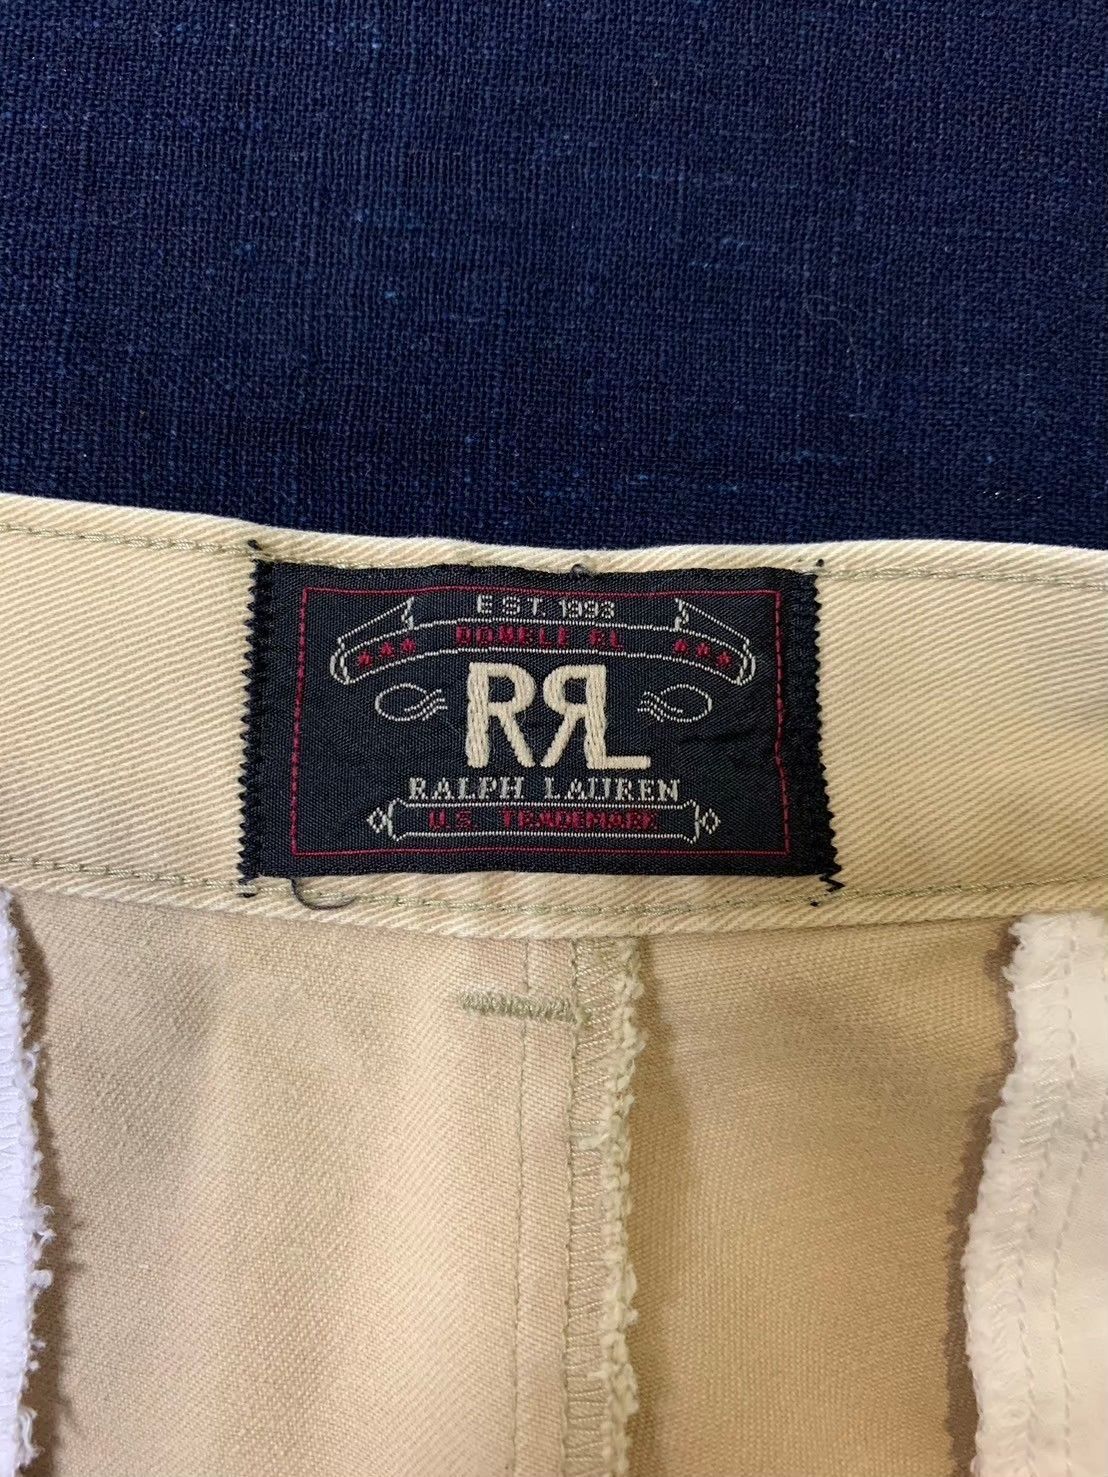 EST. 1993
DOUBLE RL
RRL
RALPH LAUREN
U.S. TRADEMARK